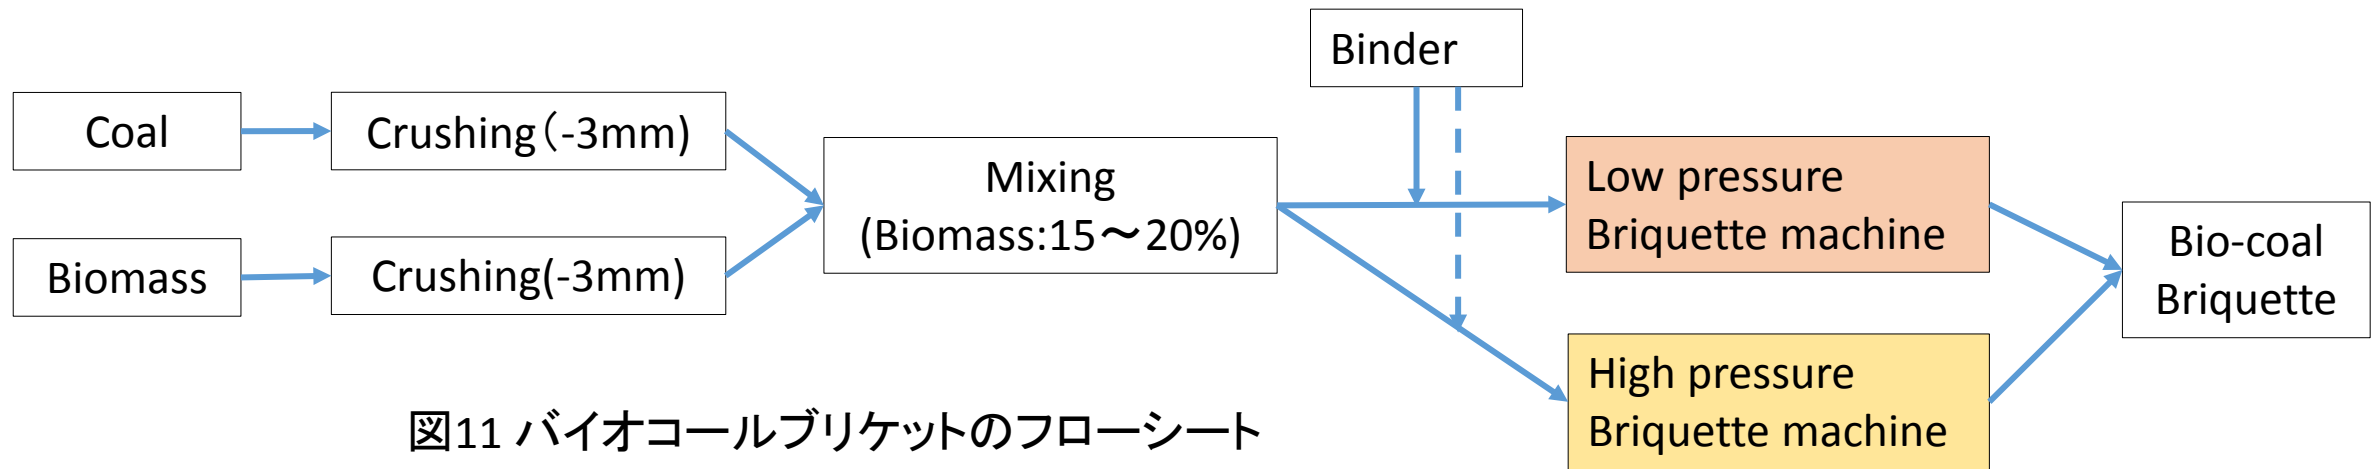 Binder
Coal
Crushing（-3mm）
Mixing
(Biomass:15～20%)
Biomass
Crushing(-3mm)
Low pressure
Briquette machine
High pressure
Briquette machine
Bio-coal
Briquette
図11 バイオコールブリケットのフローシート